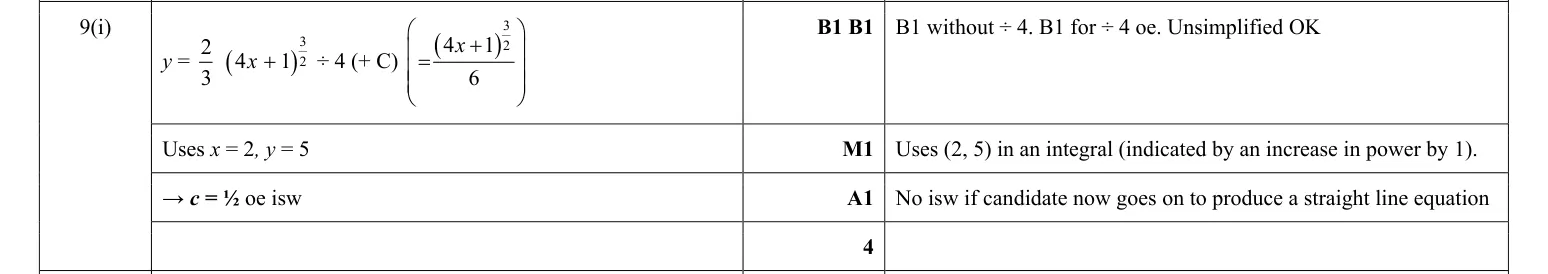 9(i) y = 2/3 (4x + 1)^(3/2) ÷ 4 (+ C) (= (4x + 1)^(3/2) / 6) B1 B1 B1 without ÷ 4. B1 for ÷ 4 oe. Unsimplified OK
Uses x = 2, y = 5 M1 Uses (2, 5) in an integral (indicated by an increase in power by 1).
→ c = ½ oe isw A1 No isw if candidate now goes on to produce a straight line equation
4